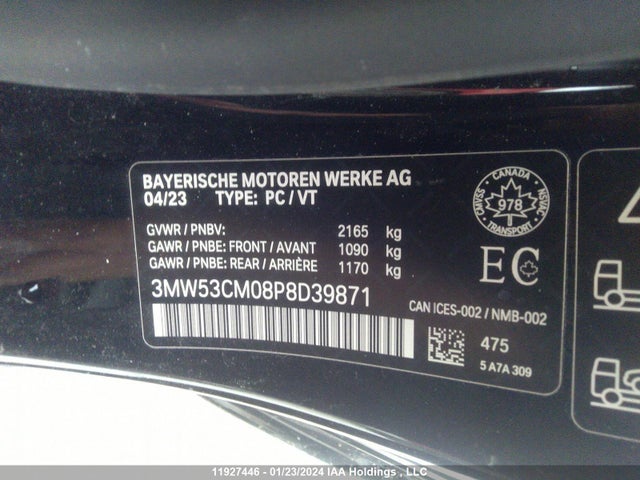 BAYERISCHE MOTOREN WERKE AG
04/23 TYPE: PC / VT
GVWR / PNBV: 2165 kg
GAWR / PNBE: FRONT / AVANT 1090 kg
GAWR / PNBE: REAR / ARRIÈRE 1170 kg
3MW53CM08P8D39871
CANADA
CMVSS
978
NSVAC
TRANSPORT
EC
CAN ICES-002 / NMB-002
475
5 A7A 309
11927446 - 01/23/2024 IAA Holdings , LLC